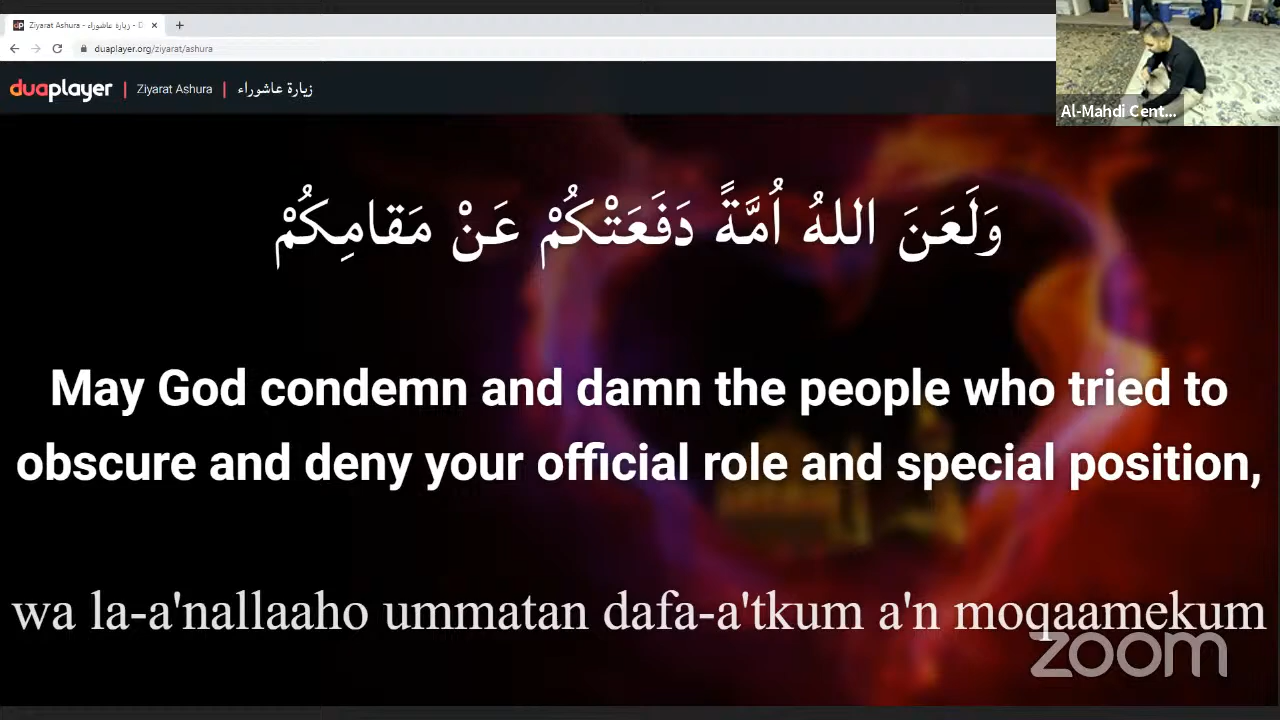 Ziyarat Ashura - زيارة عاشوراء - D
duaplayer.org/ziyarat/ashura
duaplayer | Ziyarat Ashura | زيارة عاشوراء
Al-Mahdi Cent...
وَلَعَنَ اللهُ اُمَّةً دَفَعَتْكُمْ عَنْ مَقامِكُمْ
May God condemn and damn the people who tried to
obscure and deny your official role and special position,
wa la-a'nallaaho ummatan dafa-a'tkum a'n moqaamekum
zoom